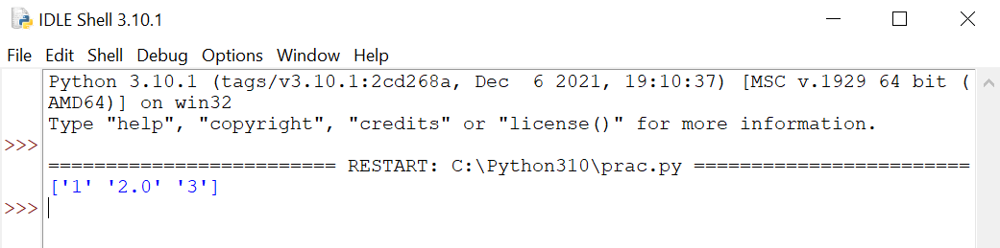 IDLE Shell 3.10.1
File Edit Shell Debug Options Window Help
Python 3.10.1 (tags/v3.10.1:2cd268a, Dec  6 2021, 19:10:37) [MSC v.1929 64 bit (
AMD64)] on win32
Type "help", "copyright", "credits" or "license()" for more information.
>>>
========================= RESTART: C:\Python310\prac.py ========================
['1' '2.0' '3']
>>>